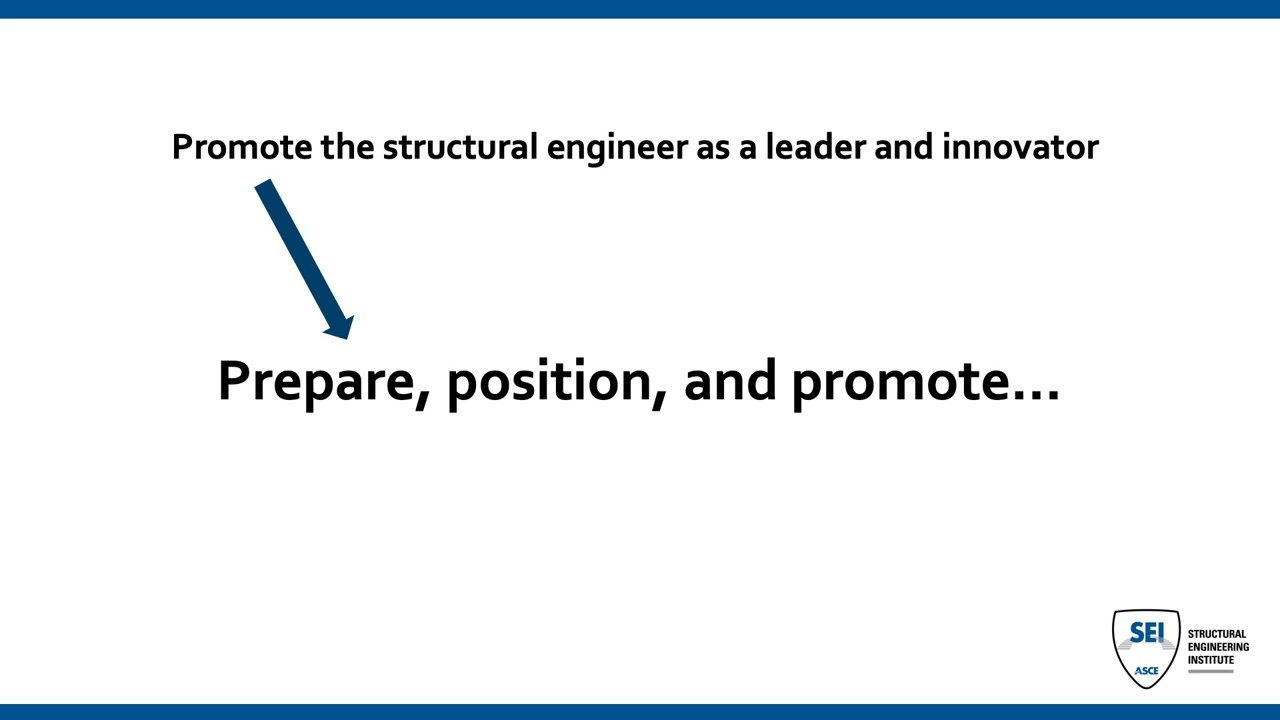 Promote the structural engineer as a leader and innovator
Prepare, position, and promote...
SEI
ASCE
STRUCTURAL
ENGINEERING
INSTITUTE